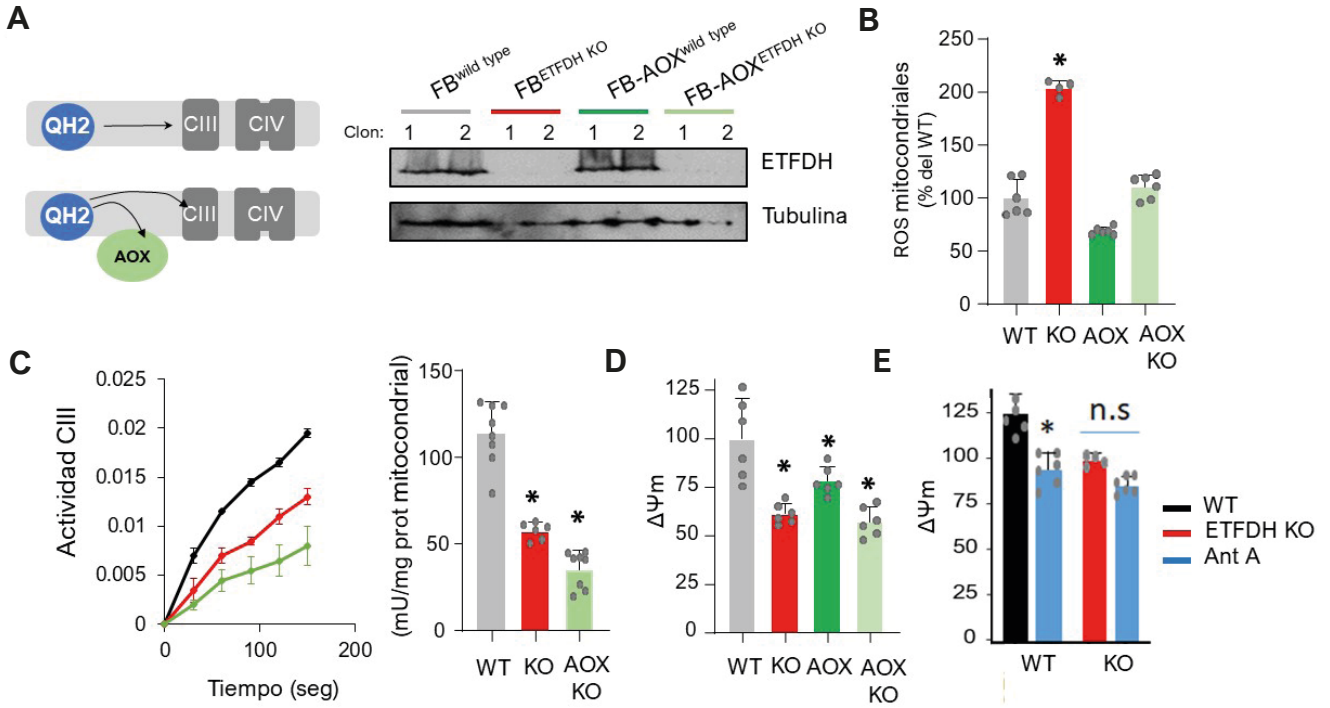 A
QH2
CIII
CIV
QH2
CIII
CIV
AOX
FBwild type
FBETFDH KO
FB-AOXwild type
FB-AOXETFDH KO
Clon: 1 2 1 2 1 2 1 2
ETFDH
Tubulina
B
ROS mitocondriales
(% del WT)
250
200
150
100
50
0
*
WT KO AOX AOX
KO
C
Actividad CIII
0.025
0.02
0.015
0.01
0.005
0
0 100 200
Tiempo (seg)
(mU/mg prot mitocondrial)
150
100
50
0
*
*
WT KO AOX
KO
D
ΔΨm
125
100
75
50
25
0
*
*
*
WT KO AOX AOX
KO
E
ΔΨm
125
100
75
50
25
0
*
n.s
WT KO
WT
ETFDH KO
Ant A